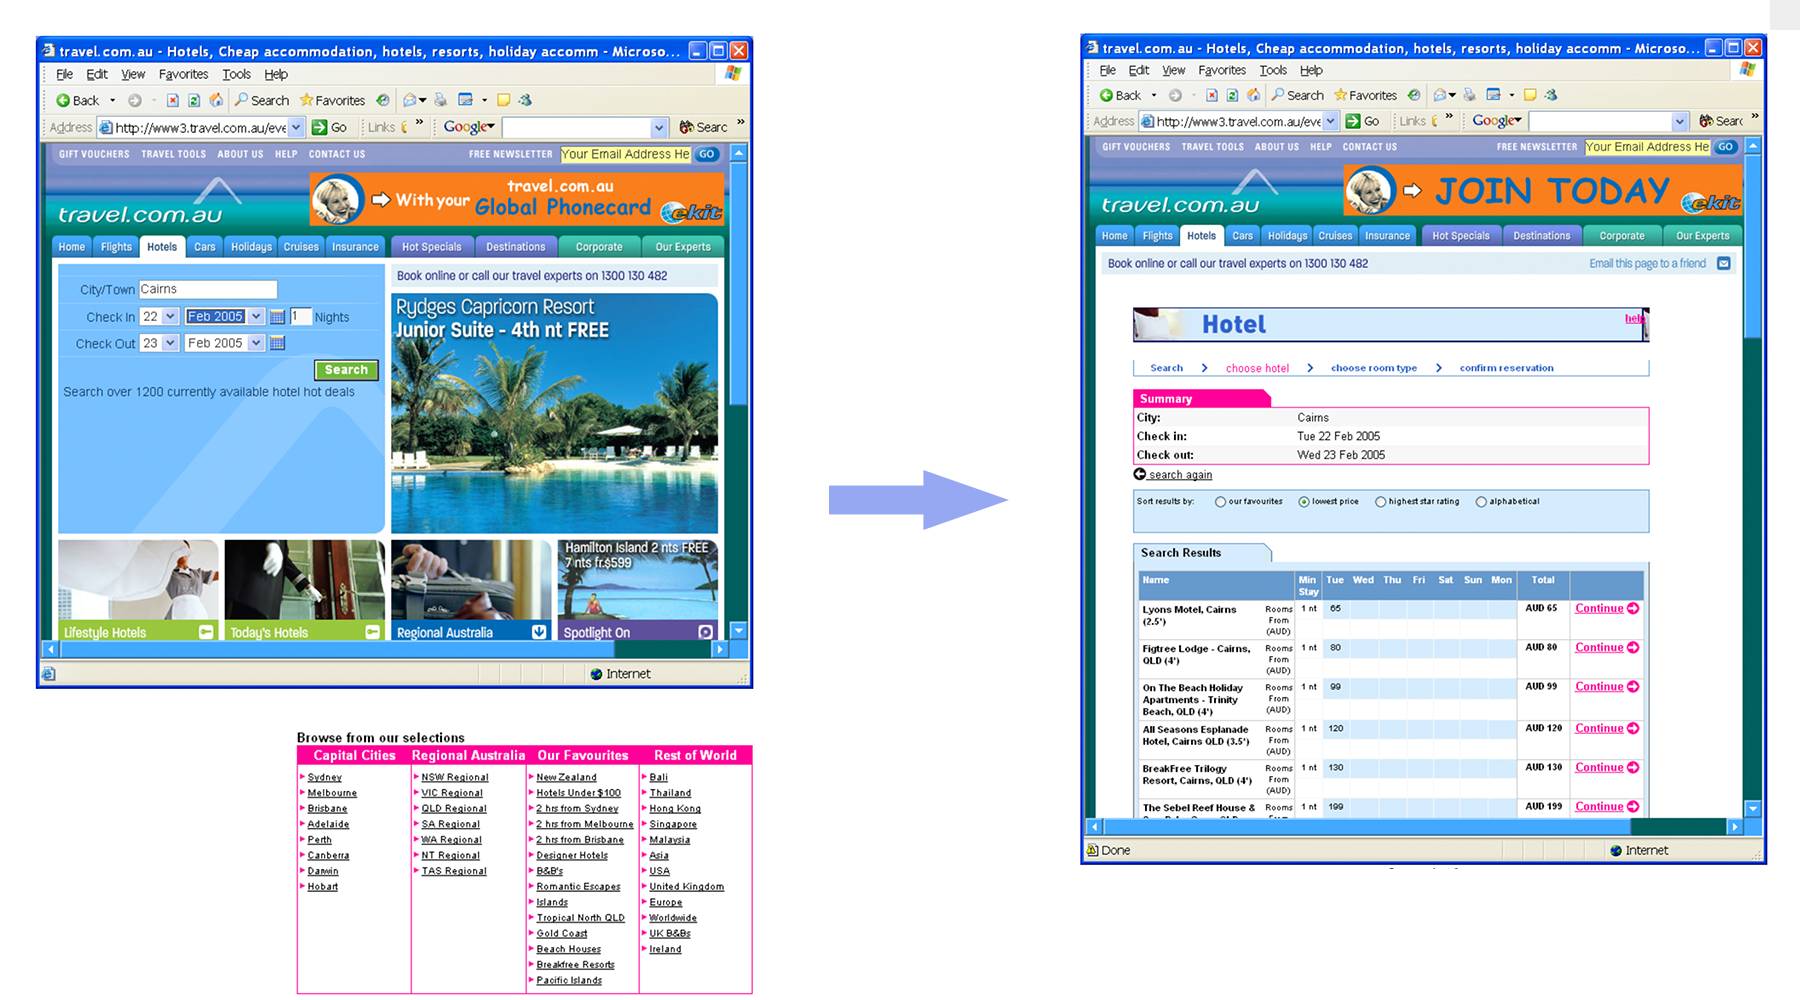 travel.com.au - Hotels, Cheap accommodation, hotels, resorts, holiday accomm - Microso...
File Edit View Favorites Tools Help
Back Search Favorites
Address http://www3.travel.com.au/eve Go Links » Google Searc »
GIFT VOUCHERS TRAVEL TOOLS ABOUT US HELP CONTACT US FREE NEWSLETTER Your Email Address He GO
travel.com.au
With your Global Phonecard
ekit
travel.com.au
Home Flights Hotels Cars Holidays Cruises Insurance Hot Specials Destinations Corporate Our Experts
City/Town Cairns
Check In 22 Feb 2005 1 Nights
Check Out 23 Feb 2005
Search
Search over 1200 currently available hotel hot deals
Book online or call our travel experts on 1300 130 482
Rydges Capricorn Resort
Junior Suite - 4th nt FREE
Hamilton Island 2 nts FREE
7 nts fr.$599
Lifestyle Hotels Today's Hotels Regional Australia Spotlight On
Internet
Browse from our selections
Capital Cities Regional Australia Our Favourites Rest of World
Sydney NSW Regional New Zealand Bali
Melbourne VIC Regional Hotels Under $100 Thailand
Brisbane QLD Regional 2 hrs from Sydney Hong Kong
Adelaide SA Regional 2 hrs from Melbourne Singapore
Perth WA Regional 2 hrs from Brisbane Malaysia
Canberra NT Regional Designer Hotels Asia
Darwin TAS Regional B&B's USA
Hobart Romantic Escapes United Kingdom
Islands Europe
Tropical North QLD Worldwide
Gold Coast UK B&Bs
Beach Houses Ireland
Breakfree Resorts
Pacific Islands
travel.com.au - Hotels, Cheap accommodation, hotels, resorts, holiday accomm - Microso...
File Edit View Favorites Tools Help
Back Search Favorites
Address http://www3.travel.com.au/eve Go Links » Google Searc »
GIFT VOUCHERS TRAVEL TOOLS ABOUT US HELP CONTACT US FREE NEWSLETTER Your Email Address He GO
JOIN TODAY ekit
travel.com.au
Home Flights Hotels Cars Holidays Cruises Insurance Hot Specials Destinations Corporate Our Experts
Book online or call our travel experts on 1300 130 482 Email this page to a friend
Hotel help
Search choose hotel choose room type confirm reservation
Summary
City: Cairns
Check in: Tue 22 Feb 2005
Check out: Wed 23 Feb 2005
search again
Sort results by: our favourites lowest price highest star rating alphabetical
Search Results
Name Min Stay Tue Wed Thu Fri Sat Sun Mon Total
Lyons Motel, Cairns (2.5*) Rooms From (AUD) 1 nt 65 AUD 65 Continue
Figtree Lodge - Cairns, QLD (4*) Rooms From (AUD) 1 nt 80 AUD 80 Continue
On The Beach Holiday Apartments - Trinity Beach, QLD (4*) Rooms From (AUD) 1 nt 99 AUD 99 Continue
All Seasons Esplanade Hotel, Cairns QLD (3.5*) Rooms From (AUD) 1 nt 120 AUD 120 Continue
BreakFree Trilogy Resort, Cairns, QLD (4*) Rooms From (AUD) 1 nt 130 AUD 130 Continue
The Sebel Reef House & Rooms 1 nt 199 AUD 199 Continue
Done Internet